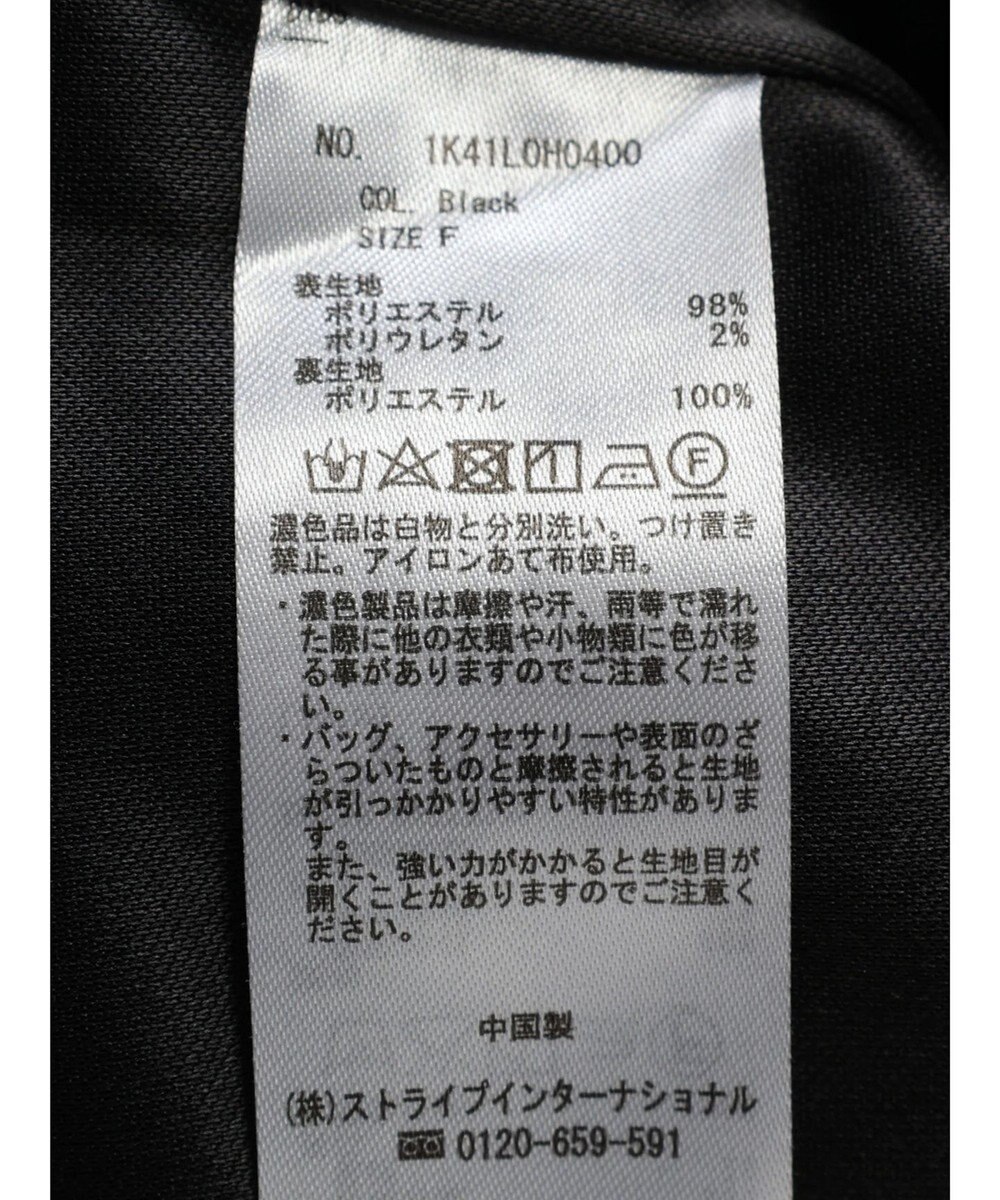 NO. 1K41L0H0400
COL. Black
SIZE F
表生地
ポリエステル 98%
ポリウレタン 2%
裏生地
ポリエステル 100%
F
濃色品は白物と分別洗い。つけ置き
禁止。アイロンあて布使用。
・濃色製品は摩擦や汗、雨等で濡れ
た際に他の衣類や小物類に色が移
る事がありますのでご注意くださ
い。
・バッグ、アクセサリーや表面のざ
らついたものと摩擦されると生地
が引っかかりやすい特性がありま
す。
また、強い力がかかると生地目が
開くことがありますのでご注意く
ださい。
中国製
(株)ストライプインターナショナル
0120-659-591